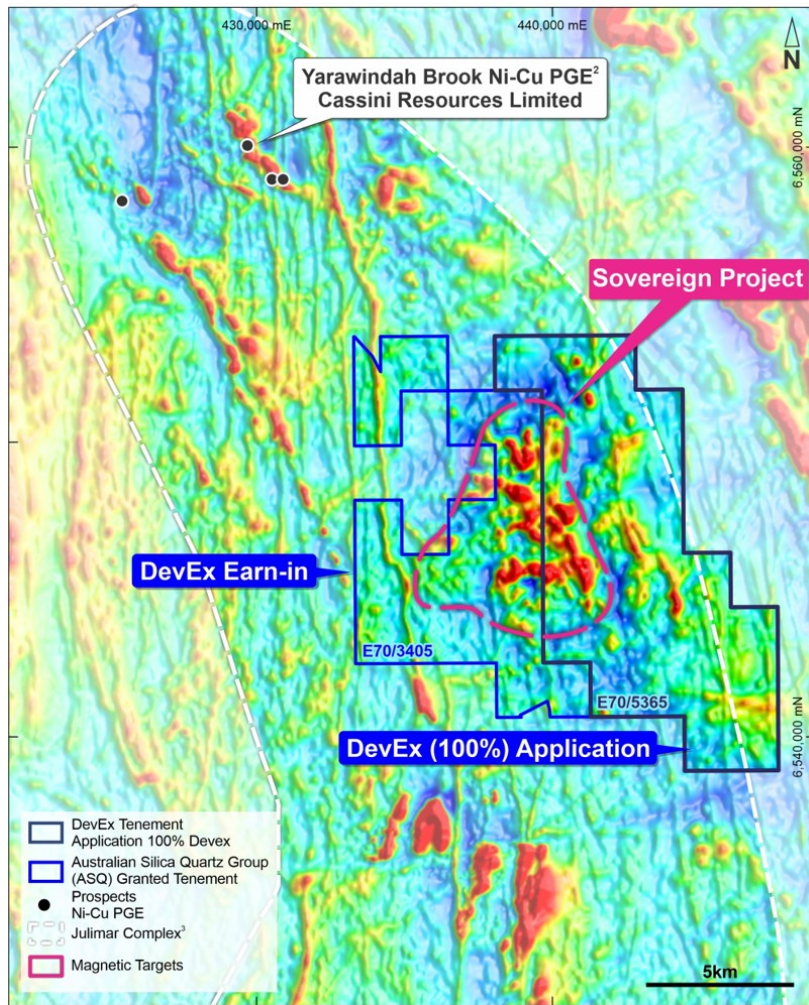 430,000 mE
440,000 mE
N
Yarawindah Brook Ni-Cu PGE²
Cassini Resources Limited
6,560,000 mN
Sovereign Project
DevEx Earn-in
E70/3405
E70/5365
6,540,000 mN
DevEx (100%) Application
DevEx Tenement
Application 100% Devex
Australian Silica Quartz Group
(ASQ) Granted Tenement
Prospects
Ni-Cu PGE
Julimar Complex³
Magnetic Targets
5km